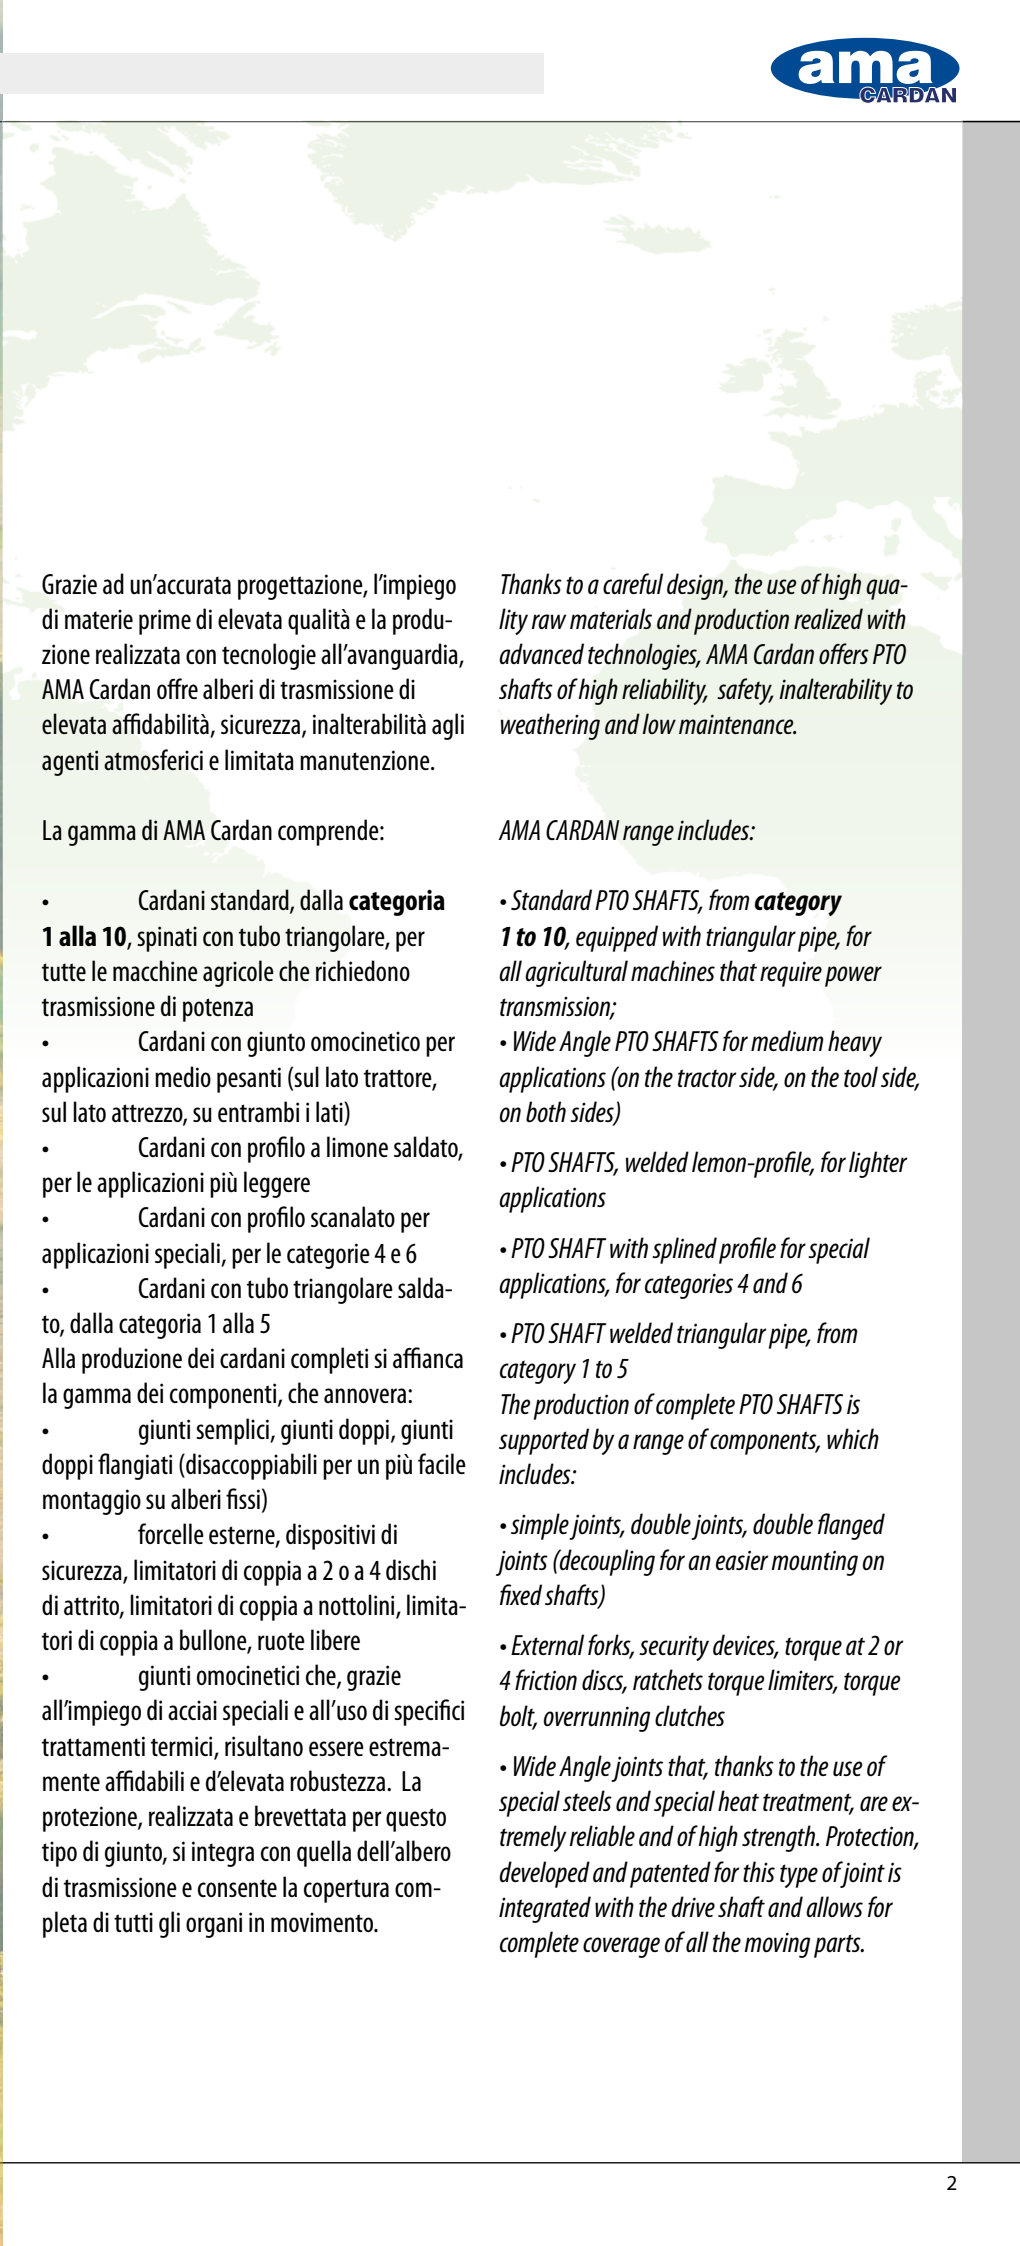 ama
CARDAN
Grazie ad un’accurata progettazione, l’impiego
di materie prime di elevata qualità e la produ-
zione realizzata con tecnologie all’avanguardia,
AMA Cardan offre alberi di trasmissione di
elevata affidabilità, sicurezza, inalterabilità agli
agenti atmosferici e limitata manutenzione.
La gamma di AMA Cardan comprende:
• Cardani standard, dalla categoria
1 alla 10, spinati con tubo triangolare, per
tutte le macchine agricole che richiedono
trasmissione di potenza
• Cardani con giunto omocinetico per
applicazioni medio pesanti (sul lato trattore,
sul lato attrezzo, su entrambi i lati)
• Cardani con profilo a limone saldato,
per le applicazioni più leggere
• Cardani con profilo scanalato per
applicazioni speciali, per le categorie 4 e 6
• Cardani con tubo triangolare salda-
to, dalla categoria 1 alla 5
Alla produzione dei cardani completi si affianca
la gamma dei componenti, che annovera:
• giunti semplici, giunti doppi, giunti
doppi flangiati (disaccoppiabili per un più facile
montaggio su alberi fissi)
• forcelle esterne, dispositivi di
sicurezza, limitatori di coppia a 2 o a 4 dischi
di attrito, limitatori di coppia a nottolini, limita-
tori di coppia a bullone, ruote libere
• giunti omocinetici che, grazie
all’impiego di acciai speciali e all’uso di specifici
trattamenti termici, risultano essere estrema-
mente affidabili e d’elevata robustezza.  La
protezione, realizzata e brevettata per questo
tipo di giunto, si integra con quella dell’albero
di trasmissione e consente la copertura com-
pleta di tutti gli organi in movimento.
Thanks to a careful design, the use of high qua-
lity raw materials and production realized with
advanced technologies, AMA Cardan offers PTO
shafts of high reliability,  safety, inalterability to
weathering and low maintenance.
AMA CARDAN range includes:
• Standard PTO SHAFTS, from category
1 to 10, equipped with triangular pipe, for
all agricultural machines that require power
transmission;
• Wide Angle PTO SHAFTS for medium heavy
applications (on the tractor side, on the tool side,
on both sides)
• PTO SHAFTS, welded lemon-profile, for lighter
applications
• PTO SHAFT with splined profile for special
applications, for categories 4 and 6
• PTO SHAFT welded triangular pipe, from
category 1 to 5
The production of complete PTO SHAFTS is
supported by a range of components, which
includes:
• simple joints, double joints, double flanged
joints (decoupling for an easier mounting on
fixed shafts)
• External forks, security devices, torque at 2 or
4 friction discs, ratchets torque limiters, torque
bolt, overrunning clutches
• Wide Angle joints that, thanks to the use of
special steels and special heat treatment, are ex-
tremely reliable and of high strength. Protection,
developed and patented for this type of joint is
integrated with the drive shaft and allows for
complete coverage of all the moving parts.
2